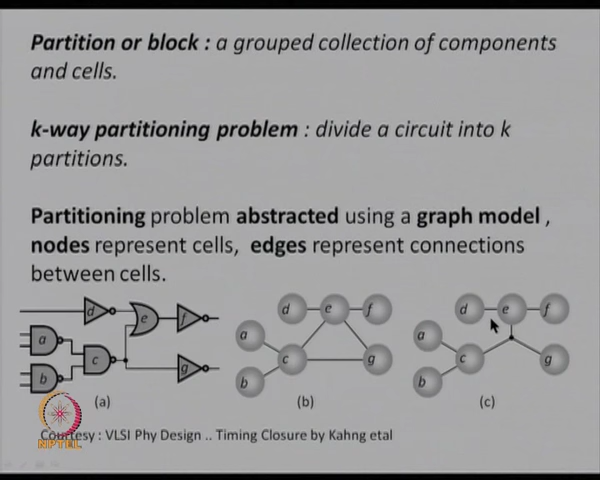 Partition or block : a grouped collection of components
and cells.
k-way partitioning problem : divide a circuit into k
partitions.
Partitioning problem abstracted using a graph model ,
nodes represent cells, edges represent connections
between cells.
d e f
a c g
b
(a)
d e f
a c g
b
(b)
d e f
a c g
b
(c)
Courtesy : VLSI Phy Design .. Timing Closure by Kahng etal
NPTEL